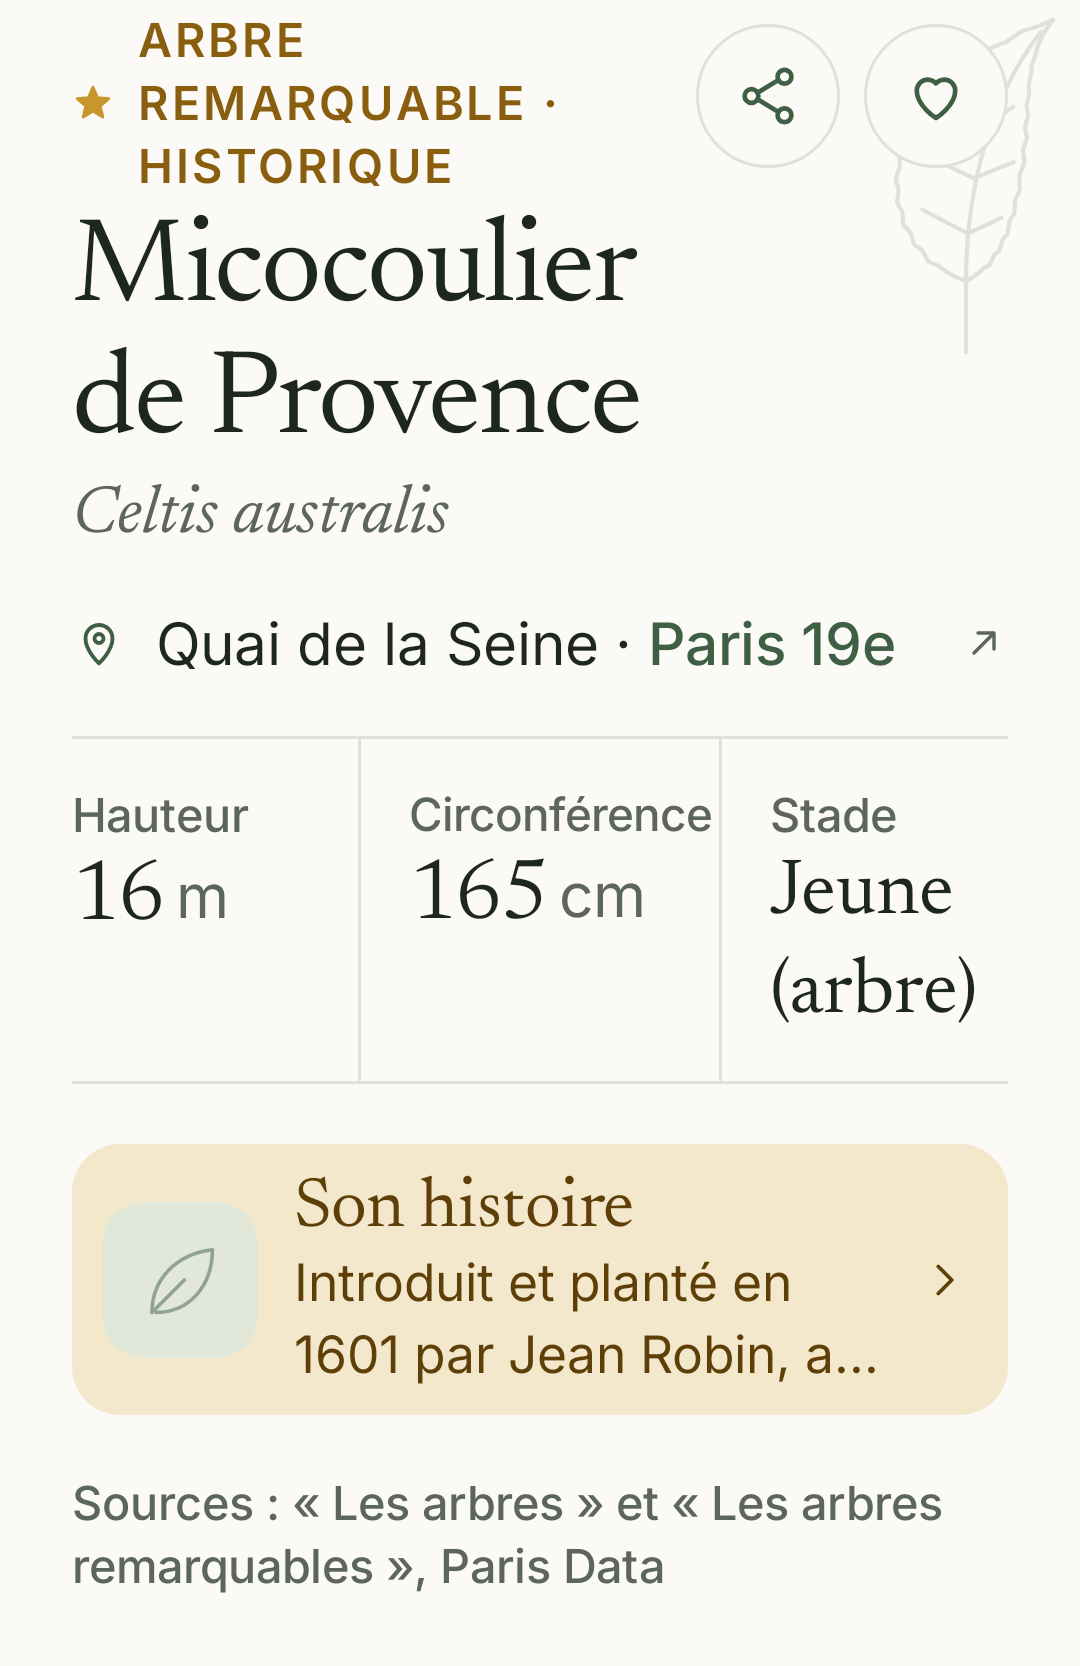 ARBRE
REMARQUABLE ·
HISTORIQUE
Micocoulier
de Provence
Celtis australis
Quai de la Seine · Paris 19e
Hauteur
16 m
Circonférence
165 cm
Stade
Jeune
(arbre)
Son histoire
Introduit et planté en
1601 par Jean Robin, a...
Sources : « Les arbres » et « Les arbres
remarquables », Paris Data